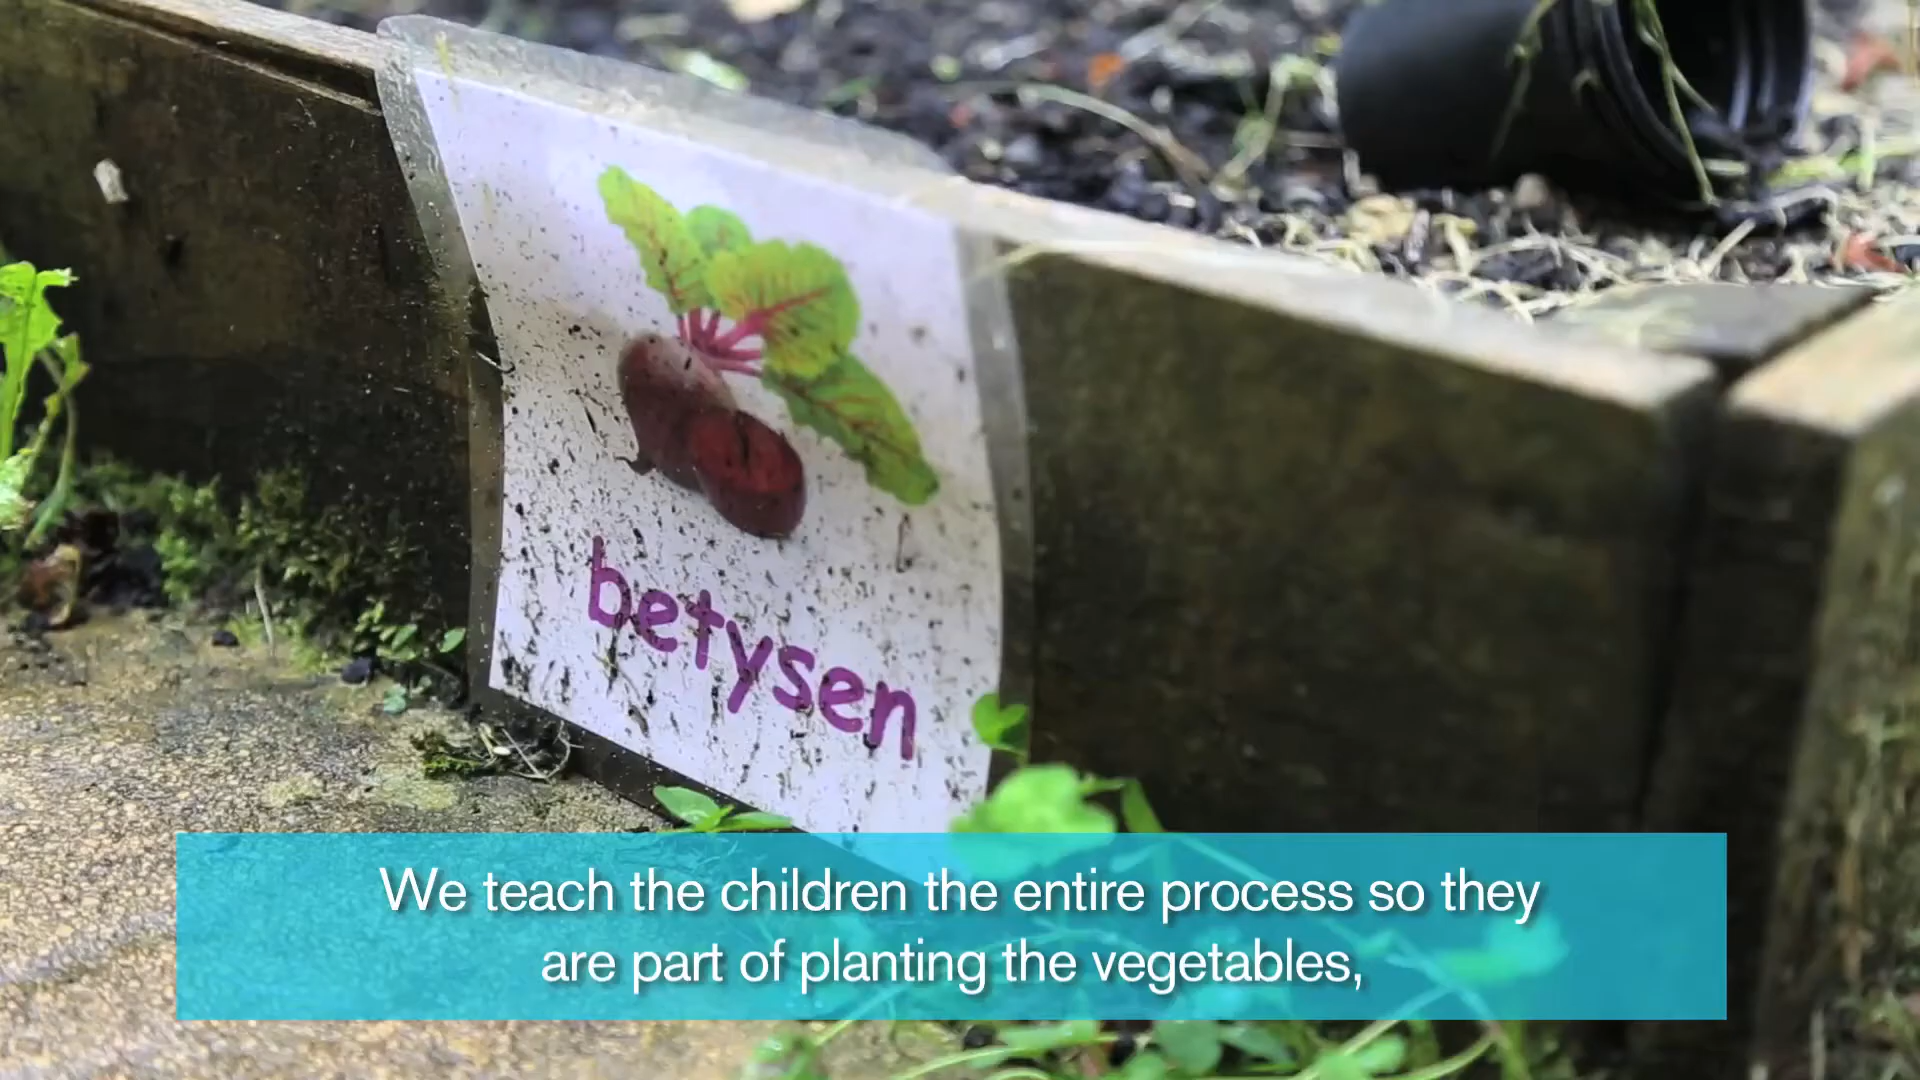 betysen
We teach the children the entire process so they
are part of planting the vegetables,